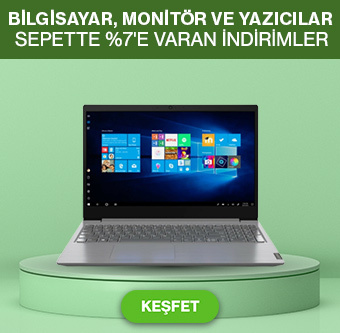 BİLGİSAYAR, MONİTÖR VE YAZICILAR
SEPETTE %7'E VARAN İNDİRİMLER
KEŞFET